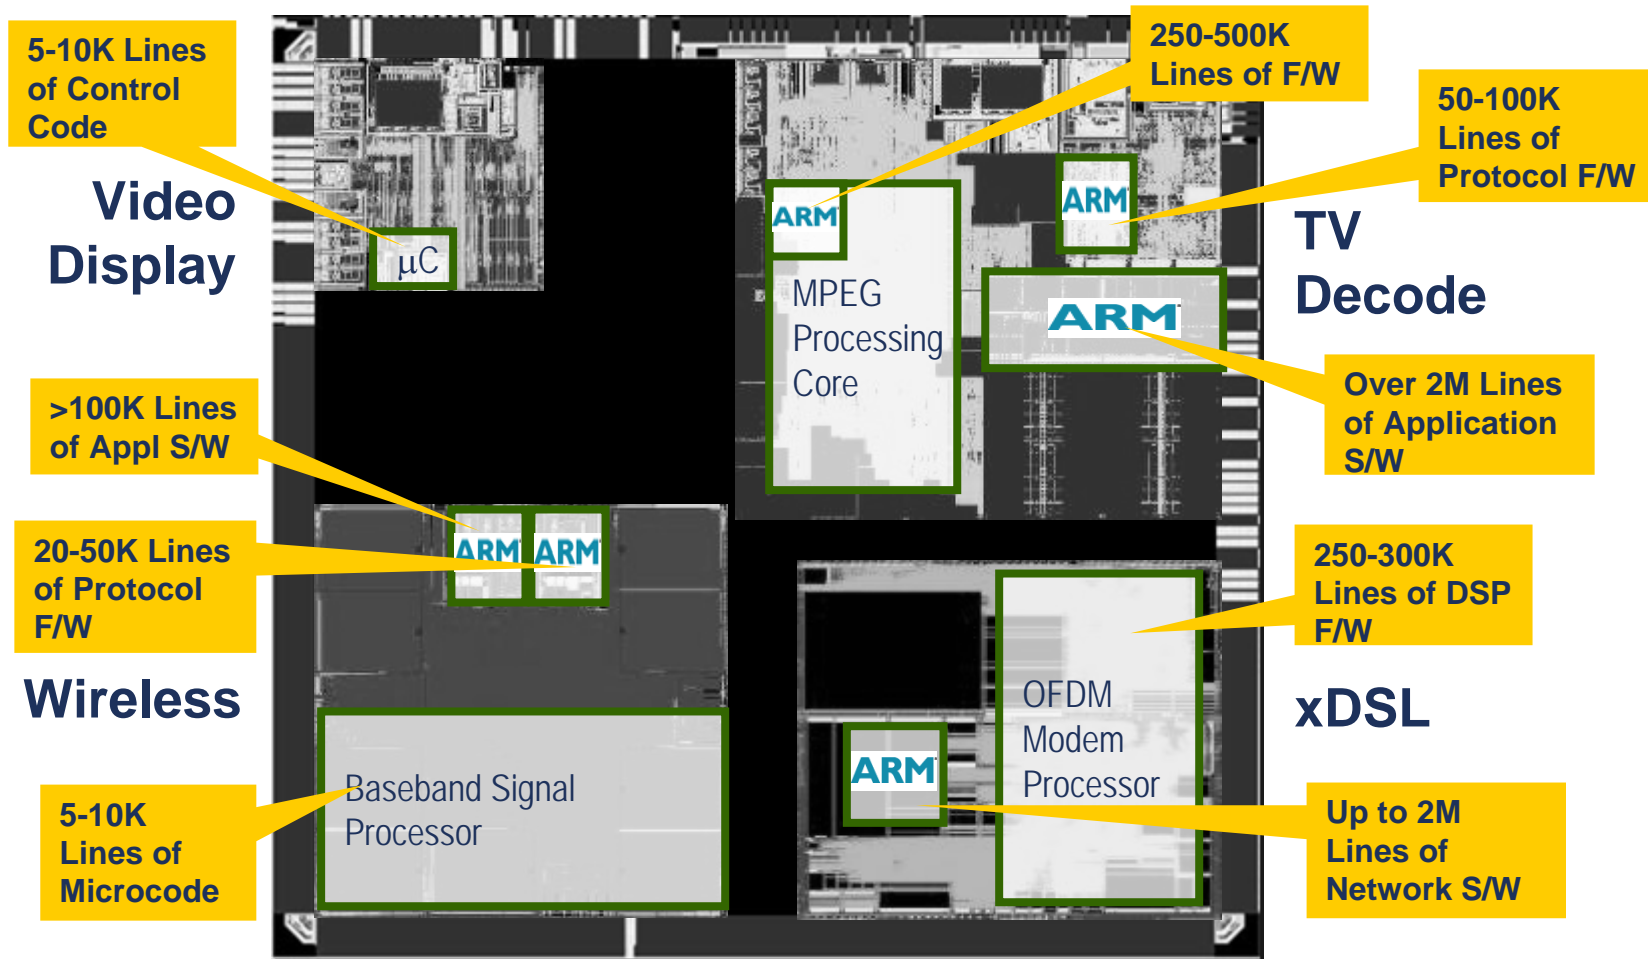 5-10K Lines
of Control
Code
Video
Display
μC
250-500K
Lines of F/W
50-100K
Lines of
Protocol F/W
ARM
ARM
MPEG
Processing
Core
ARM
TV
Decode
Over 2M Lines
of Application
S/W
>100K Lines
of Appl S/W
20-50K Lines
of Protocol
F/W
ARM
ARM
Wireless
Baseband Signal
Processor
5-10K
Lines of
Microcode
250-300K
Lines of DSP
F/W
OFDM
Modem
Processor
ARM
xDSL
Up to 2M
Lines of
Network S/W